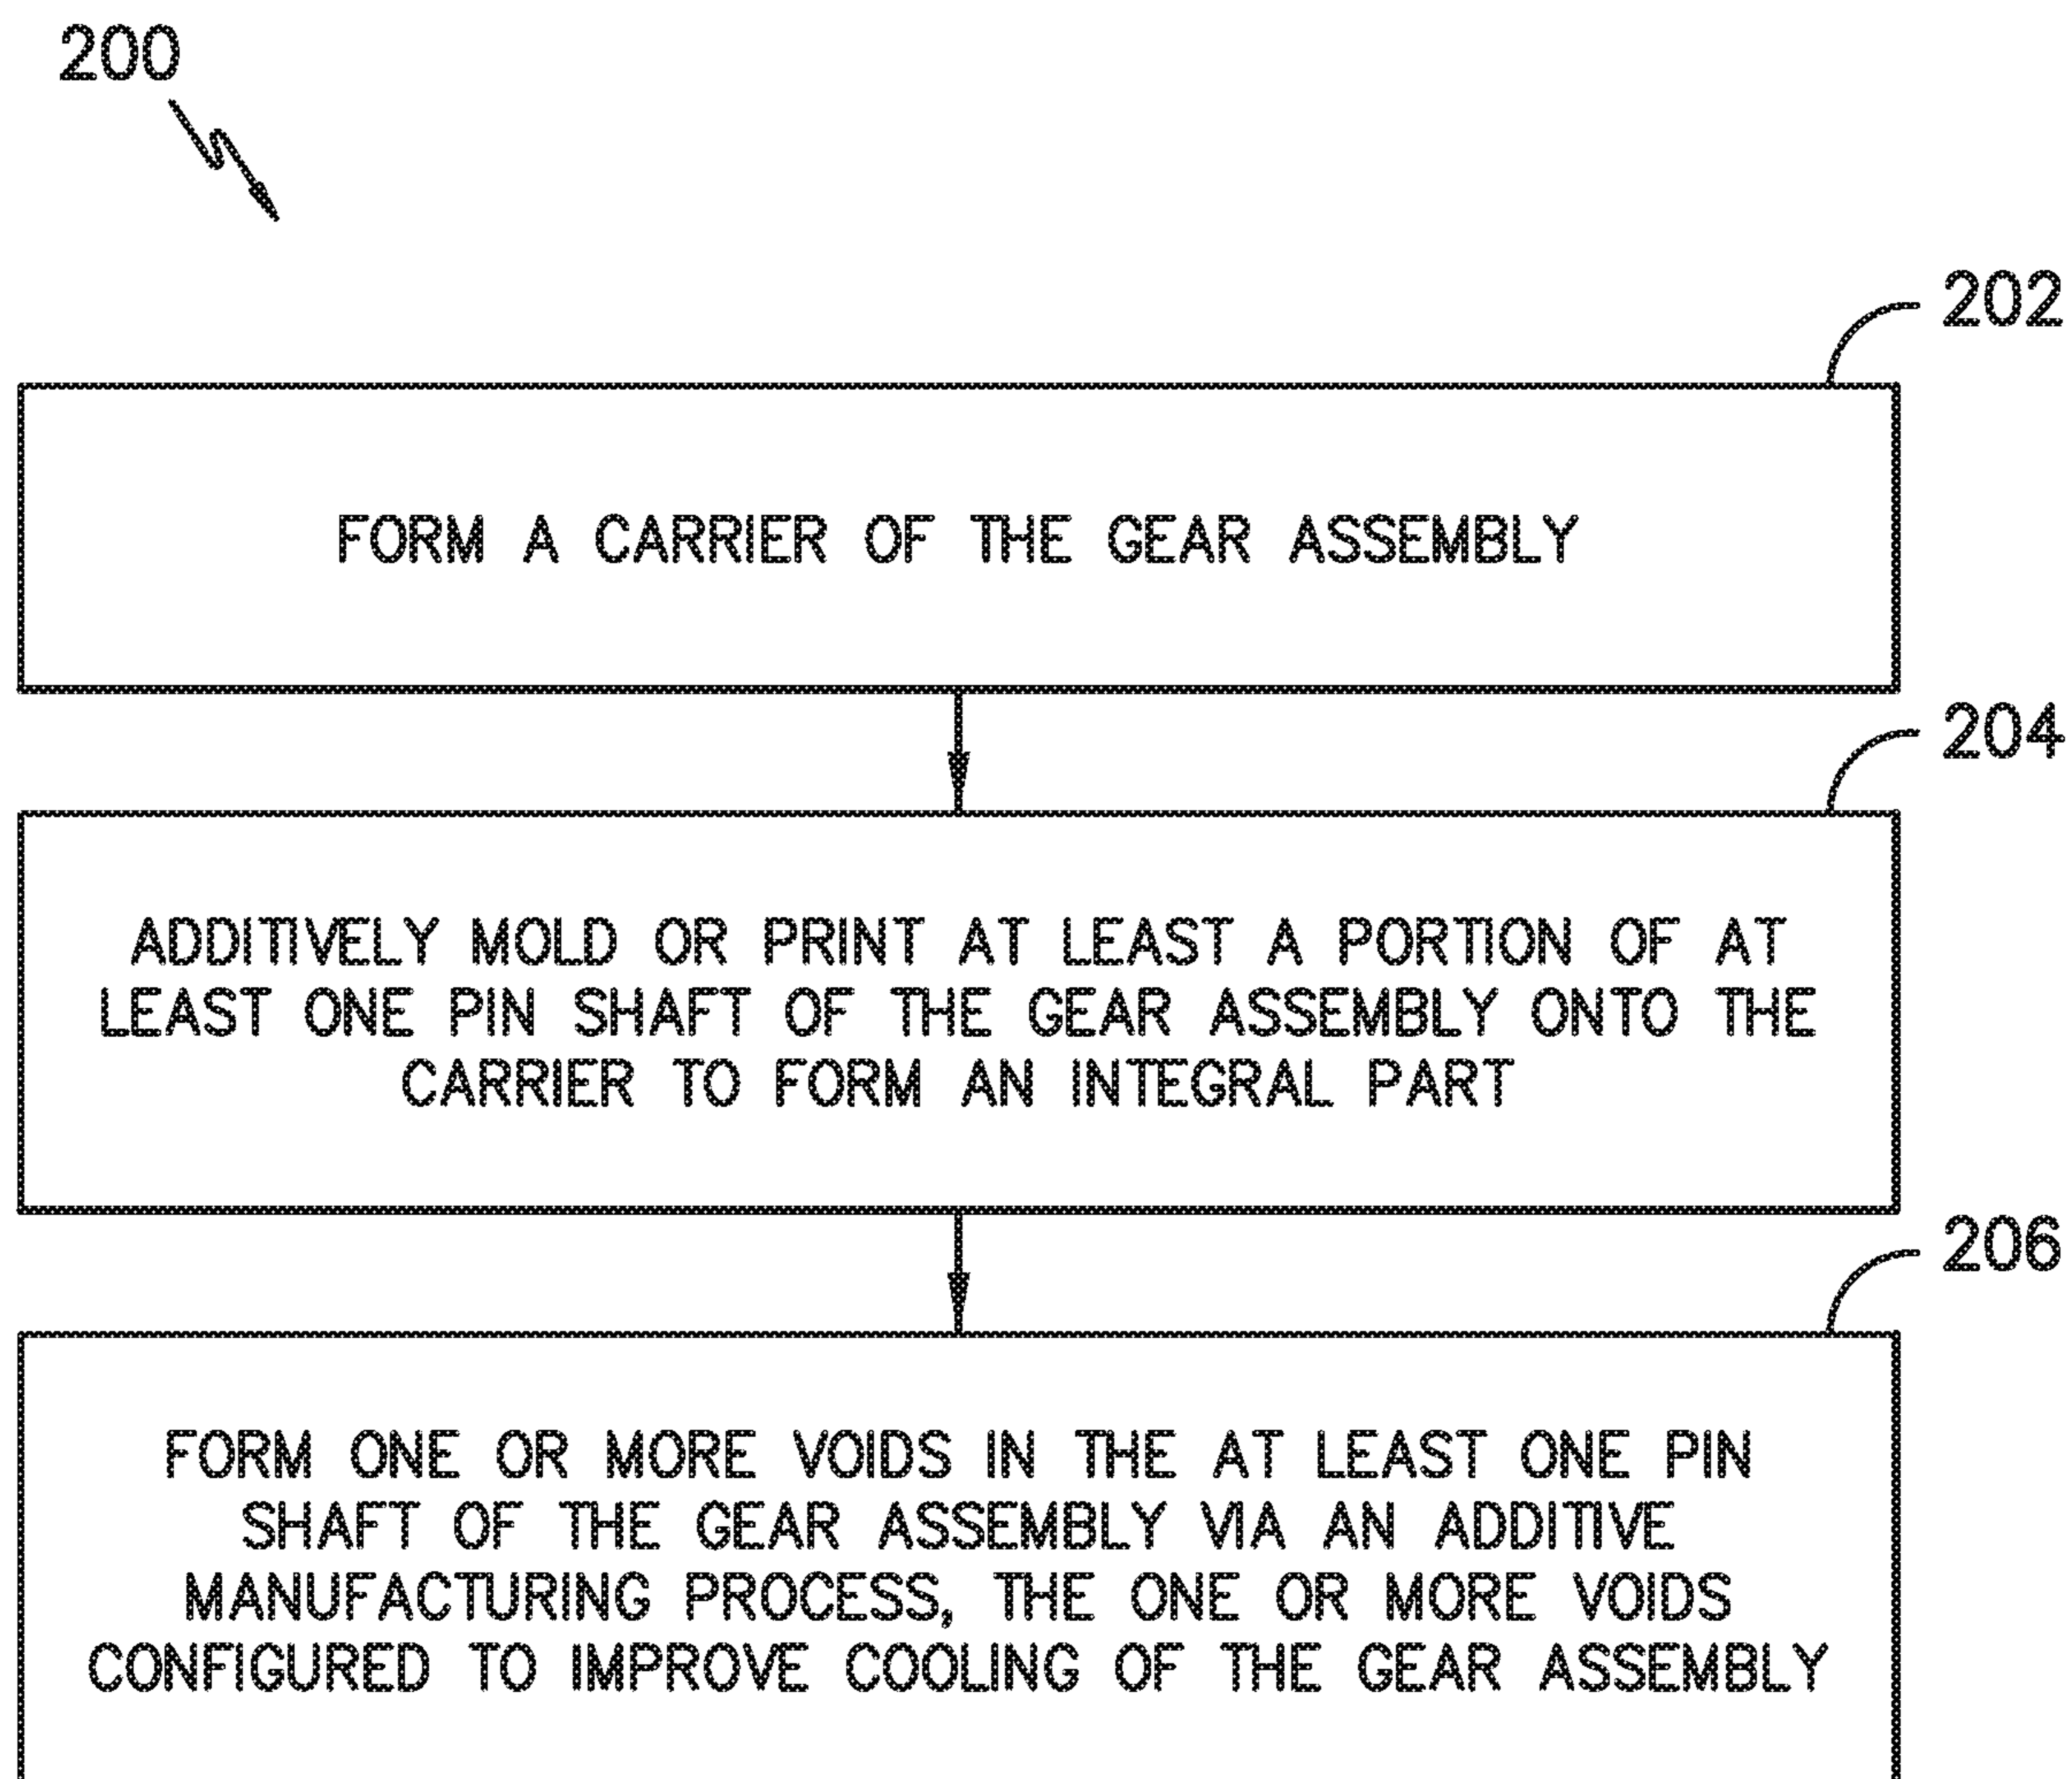 200
202
FORM A CARRIER OF THE GEAR ASSEMBLY
204
ADDITIVELY MOLD OR PRINT AT LEAST A PORTION OF AT
LEAST ONE PIN SHAFT OF THE GEAR ASSEMBLY ONTO THE
CARRIER TO FORM AN INTEGRAL PART
206
FORM ONE OR MORE VOIDS IN THE AT LEAST ONE PIN
SHAFT OF THE GEAR ASSEMBLY VIA AN ADDITIVE
MANUFACTURING PROCESS, THE ONE OR MORE VOIDS
CONFIGURED TO IMPROVE COOLING OF THE GEAR ASSEMBLY